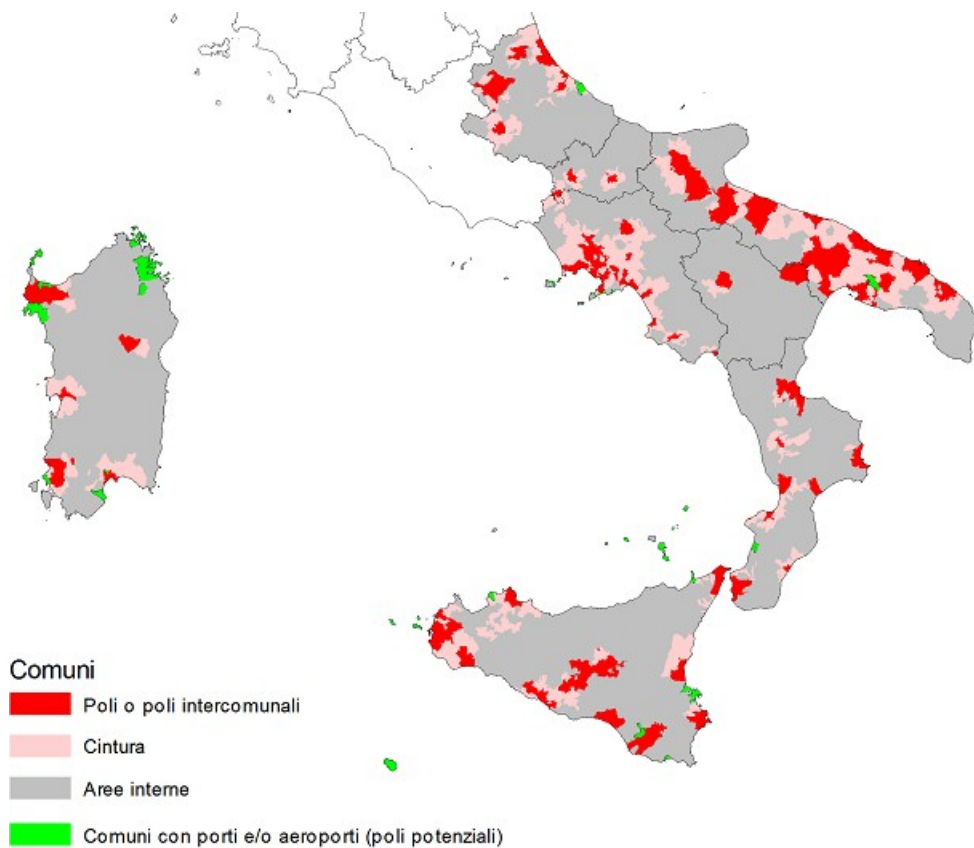 Comuni
Poli o poli intercomunali
Cintura
Aree interne
Comuni con porti e/o aeroporti (poli potenziali)